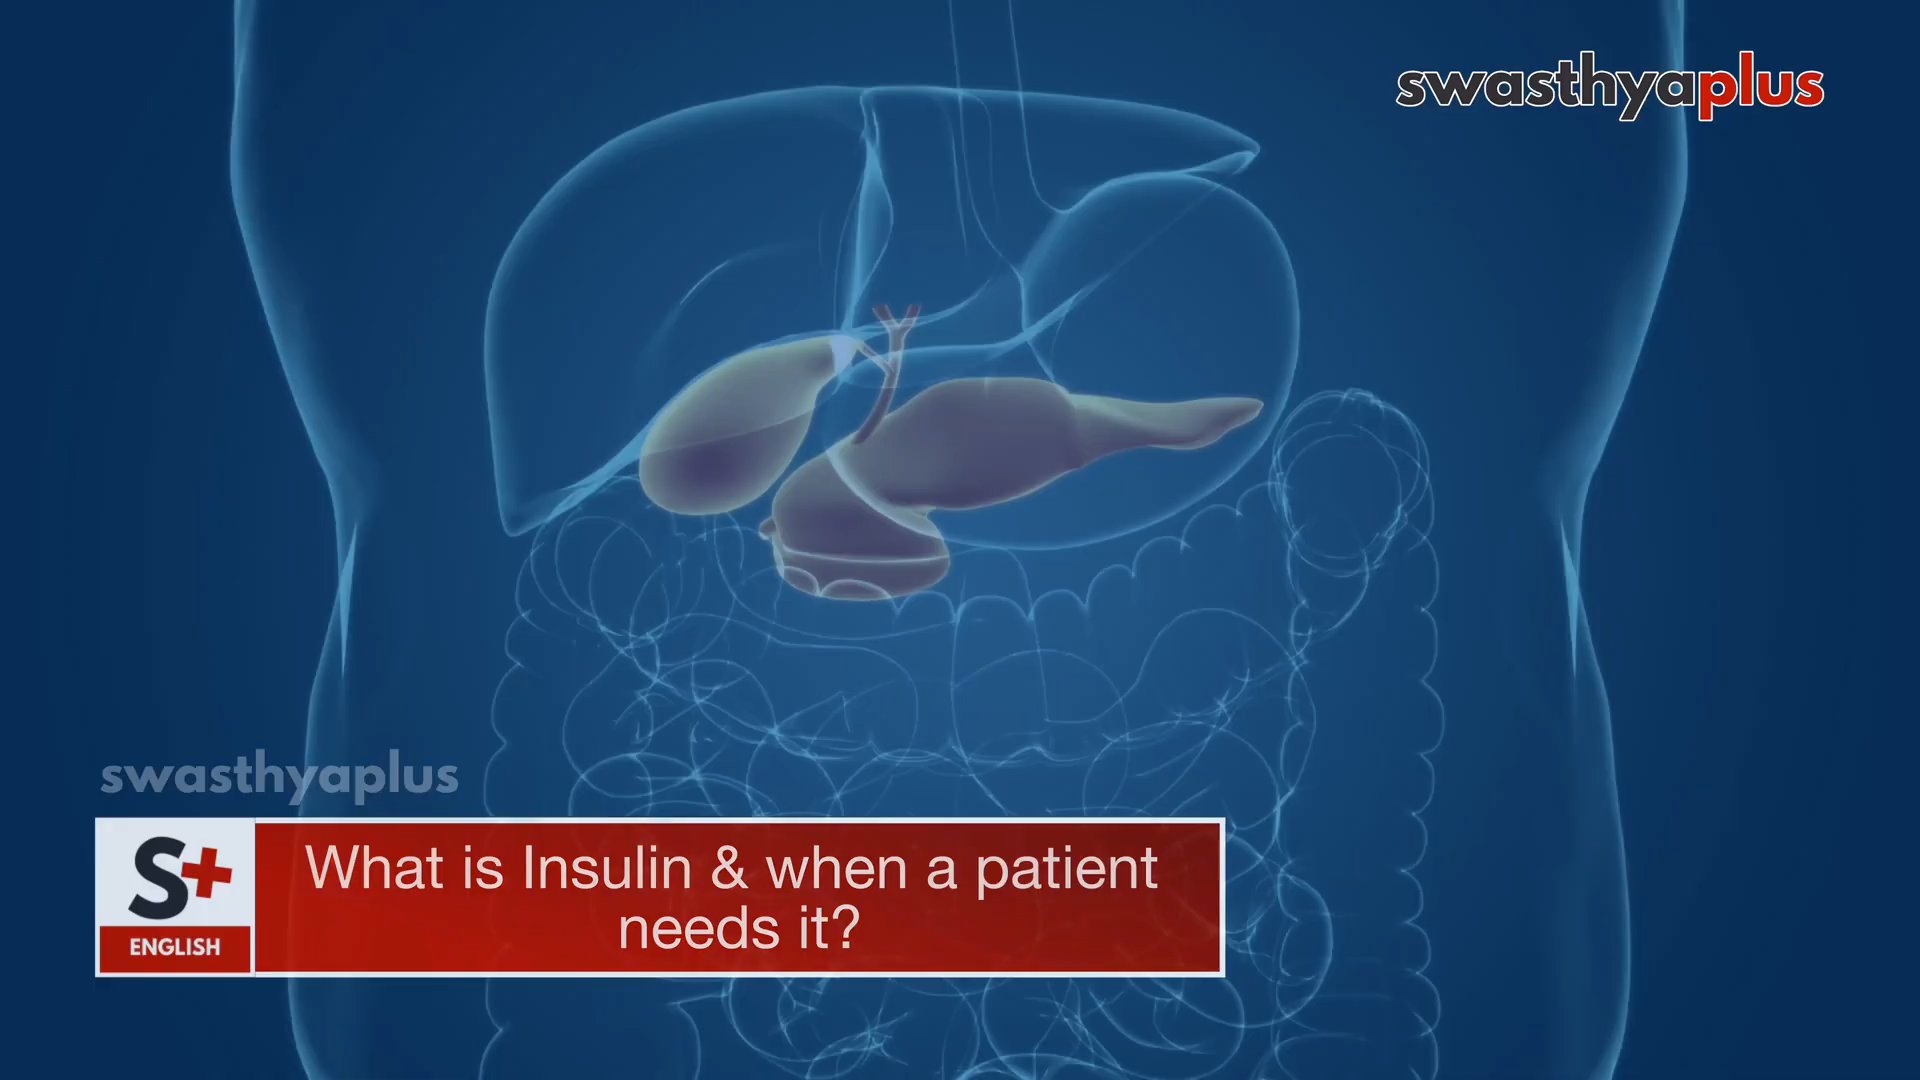 swasthyaplus
swasthyaplus
S+
ENGLISH
What is Insulin & when a patient
needs it?